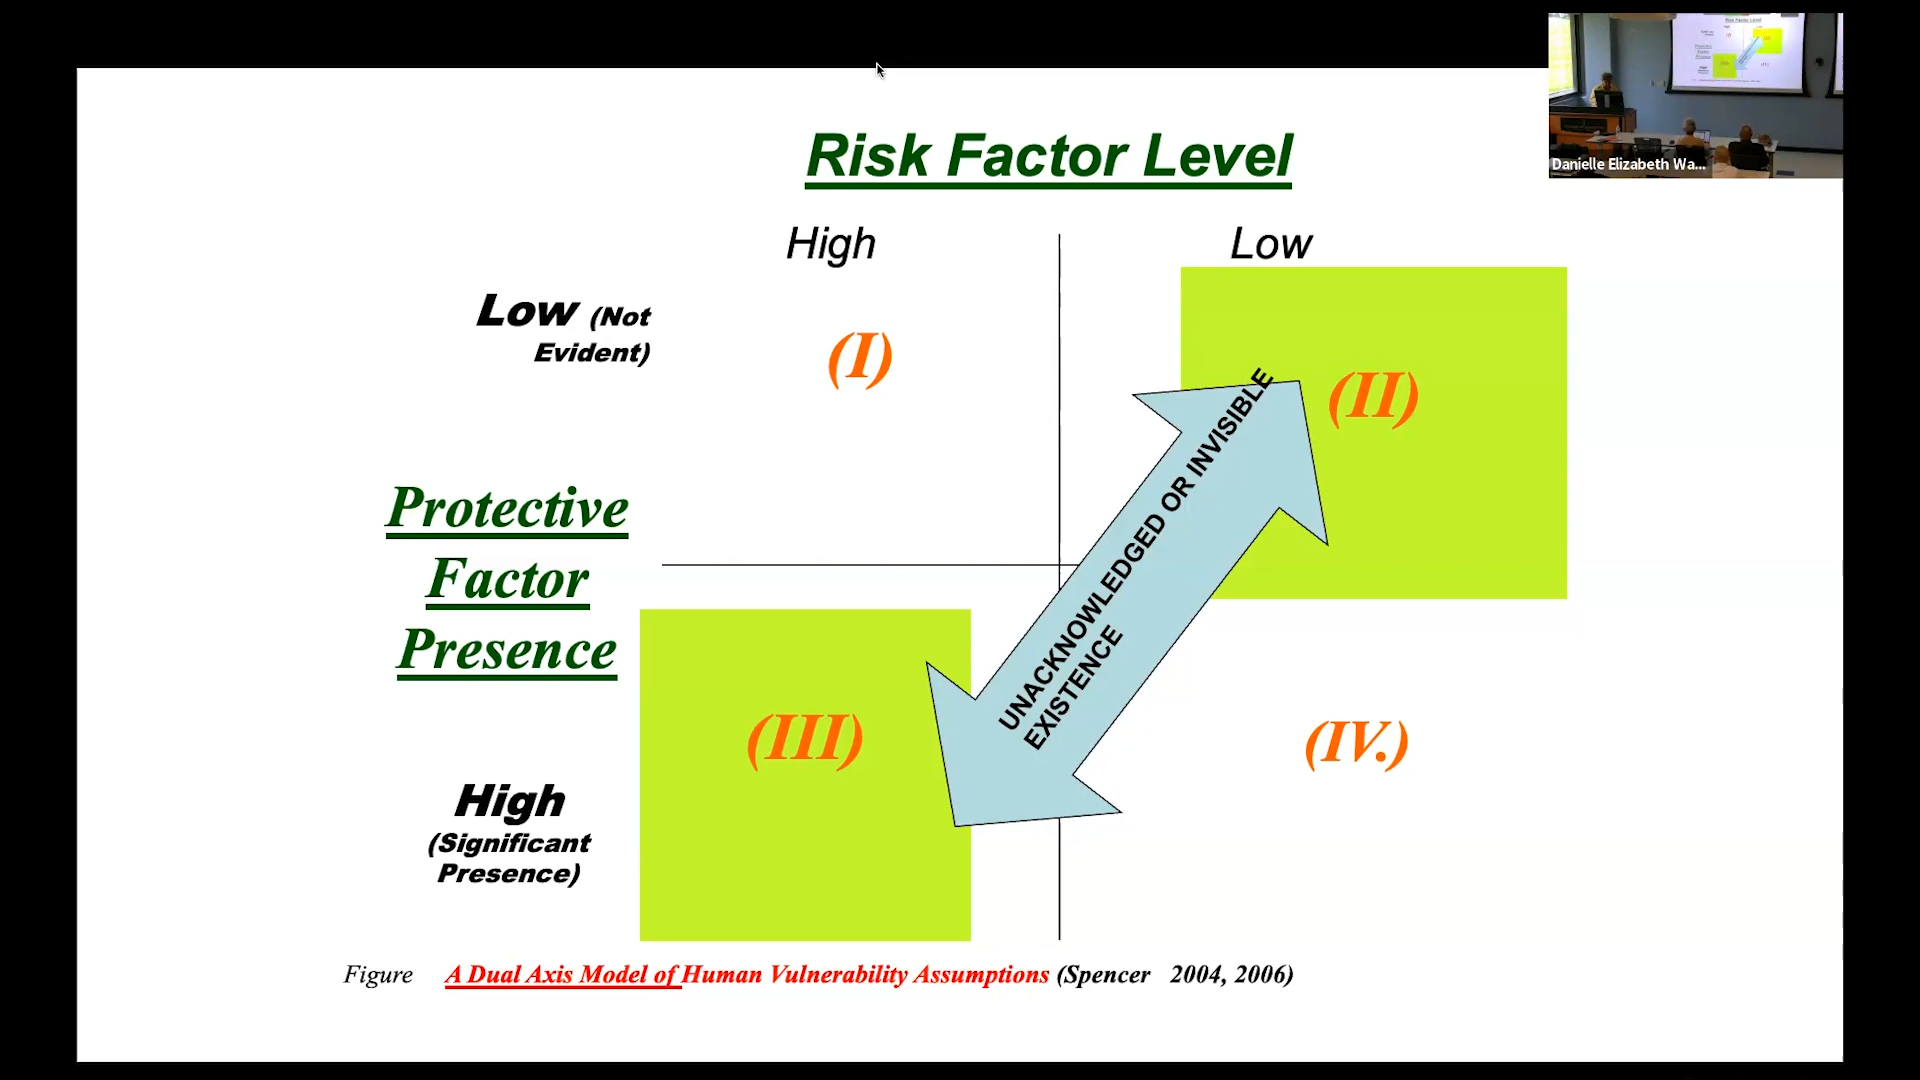 Risk Factor Level
High
Low
Low (Not
Evident)
(I)
(II)
UNACKNOWLEDGED OR INVISIBLE
EXISTENCE
Protective
Factor
Presence
(III)
(IV.)
High
(Significant
Presence)
Figure A Dual Axis Model of Human Vulnerability Assumptions (Spencer 2004, 2006)
Danielle Elizabeth Wa...